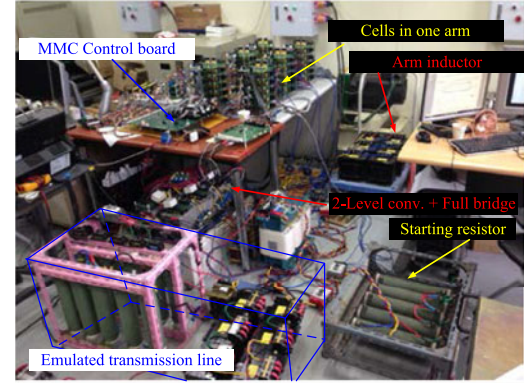 Cells in one arm
MMC Control board
Arm inductor
2-Level conv, + Full bridge
Starting resistor
Emulated transmission line